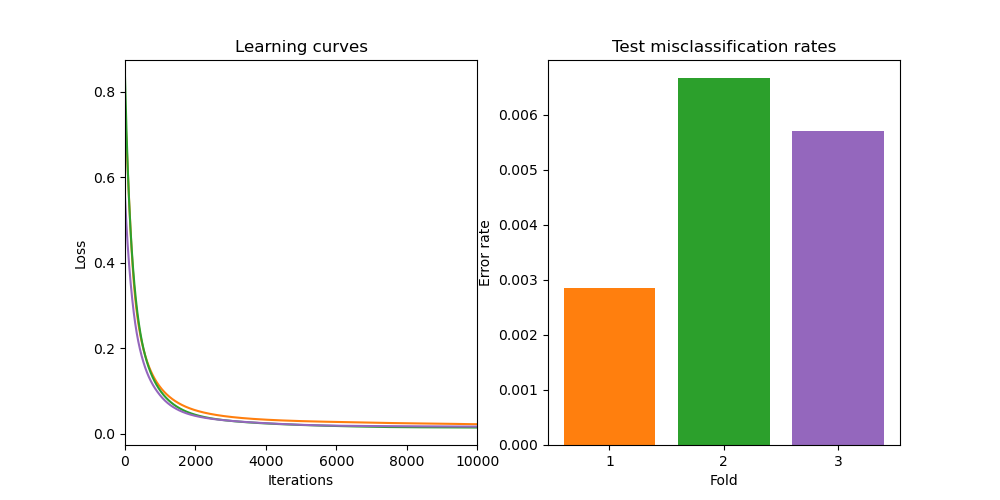 Learning curves
Loss
0.8
0.6
0.4
0.2
0.0
0 2000 4000 6000 8000 10000
Iterations
Test misclassification rates
Error rate
0.006
0.005
0.004
0.003
0.002
0.001
0.000
1 2 3
Fold